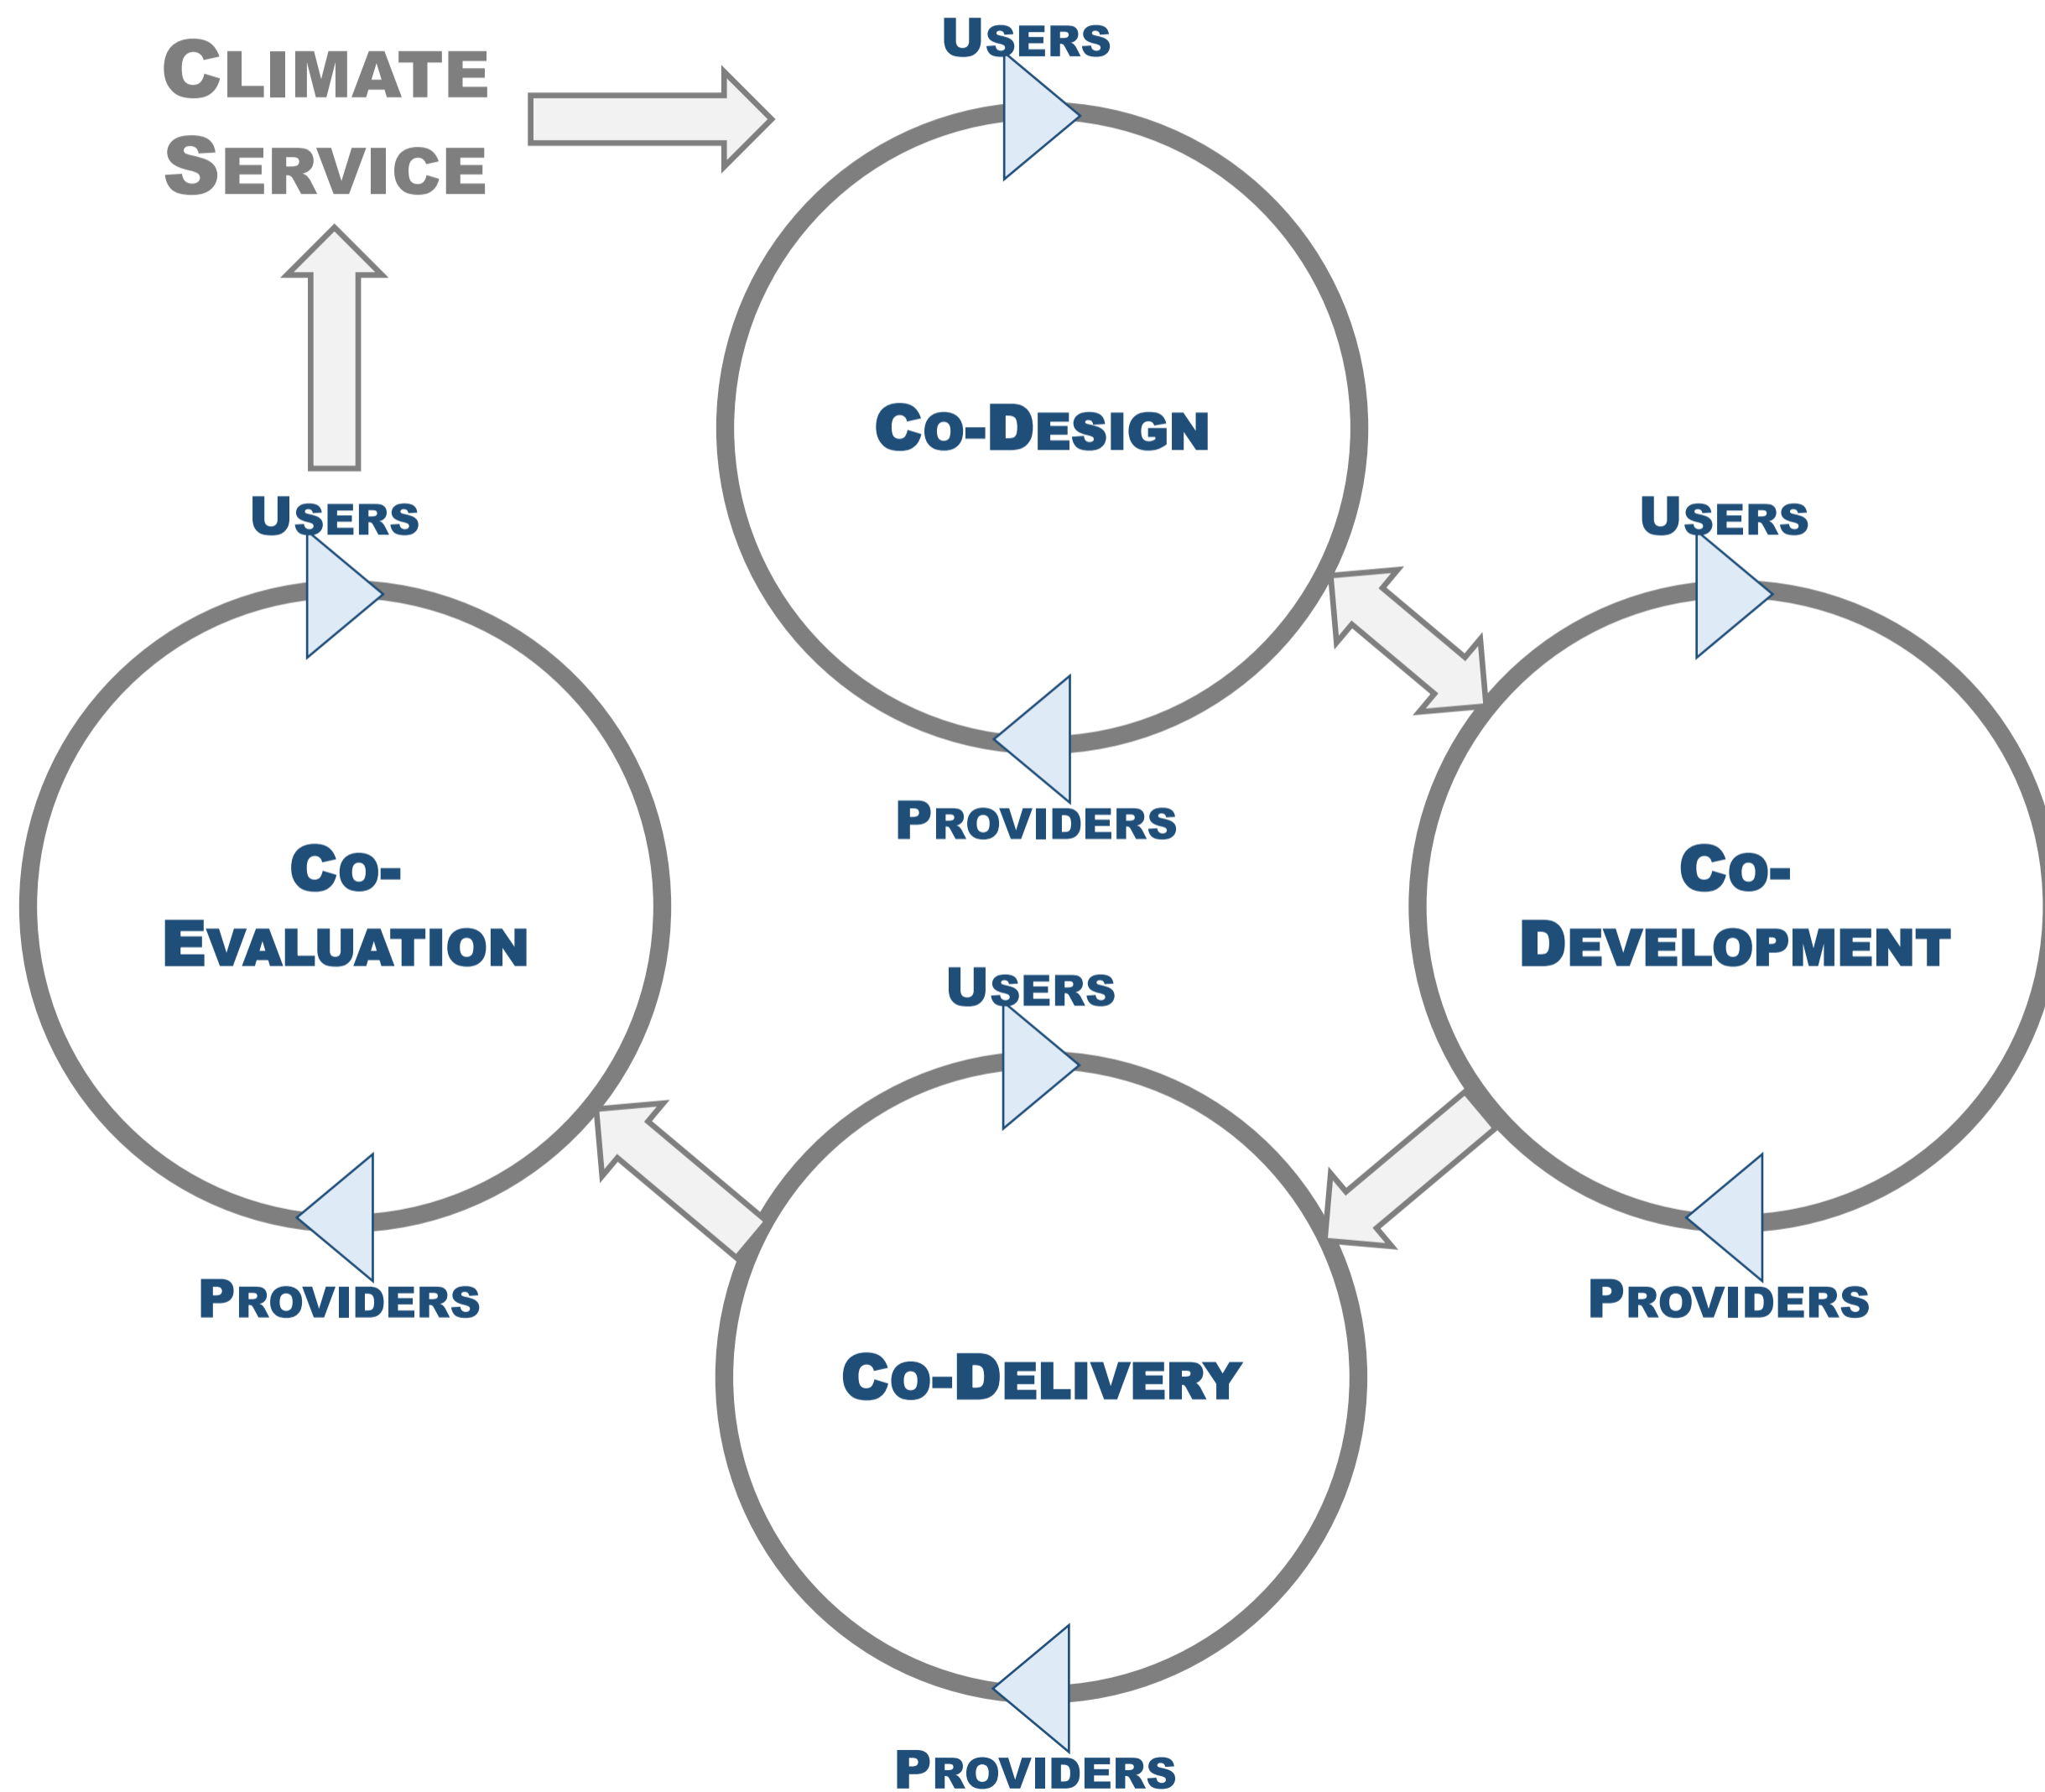 Users
Climate
Service
Co-Design
Users
Users
Providers
Co-
Evaluation
Co-
Development
Users
Providers
Providers
Co-Delivery
Providers